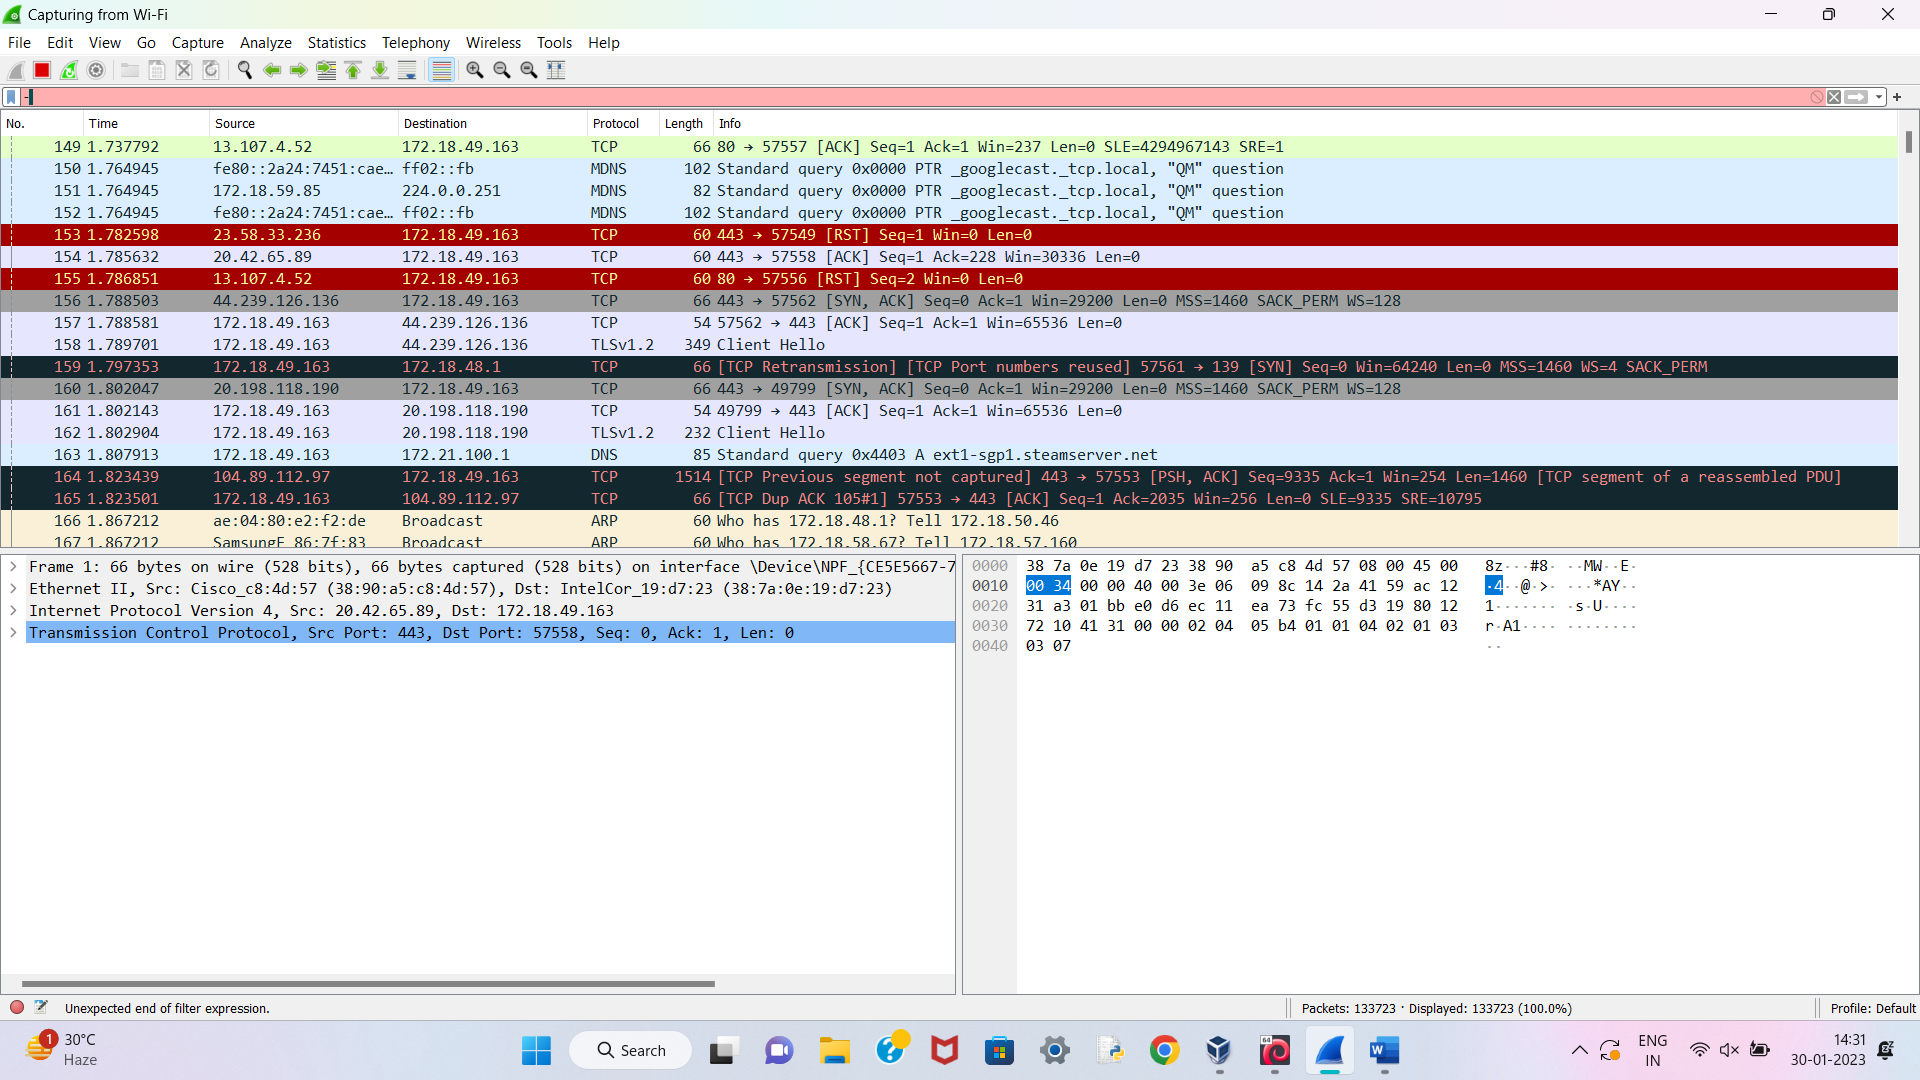 Capturing from Wi-Fi
File Edit View Go Capture Analyze Statistics Telephony Wireless Tools Help
-
No. Time Source Destination Protocol Length Info
149 1.737792 13.107.4.52 172.18.49.163 TCP 66 80 → 57557 [ACK] Seq=1 Ack=1 Win=237 Len=0 SLE=4294967143 SRE=1
150 1.764945 fe80::2a24:7451:cae… ff02::fb MDNS 102 Standard query 0x0000 PTR _googlecast._tcp.local, "QM" question
151 1.764945 172.18.59.85 224.0.0.251 MDNS 82 Standard query 0x0000 PTR _googlecast._tcp.local, "QM" question
152 1.764945 fe80::2a24:7451:cae… ff02::fb MDNS 102 Standard query 0x0000 PTR _googlecast._tcp.local, "QM" question
153 1.782598 23.58.33.236 172.18.49.163 TCP 60 443 → 57549 [RST] Seq=1 Win=0 Len=0
154 1.785632 20.42.65.89 172.18.49.163 TCP 60 443 → 57558 [ACK] Seq=1 Ack=228 Win=30336 Len=0
155 1.786851 13.107.4.52 172.18.49.163 TCP 60 80 → 57556 [RST] Seq=2 Win=0 Len=0
156 1.788503 44.239.126.136 172.18.49.163 TCP 66 443 → 57562 [SYN, ACK] Seq=0 Ack=1 Win=29200 Len=0 MSS=1460 SACK_PERM WS=128
157 1.788581 172.18.49.163 44.239.126.136 TCP 54 57562 → 443 [ACK] Seq=1 Ack=1 Win=65536 Len=0
158 1.789701 172.18.49.163 44.239.126.136 TLSv1.2 349 Client Hello
159 1.797353 172.18.49.163 172.18.48.1 TCP 66 [TCP Retransmission] [TCP Port numbers reused] 57561 → 139 [SYN] Seq=0 Win=64240 Len=0 MSS=1460 WS=4 SACK_PERM
160 1.802047 20.198.118.190 172.18.49.163 TCP 66 443 → 49799 [SYN, ACK] Seq=0 Ack=1 Win=29200 Len=0 MSS=1460 SACK_PERM WS=128
161 1.802143 172.18.49.163 20.198.118.190 TCP 54 49799 → 443 [ACK] Seq=1 Ack=1 Win=65536 Len=0
162 1.802904 172.18.49.163 20.198.118.190 TLSv1.2 232 Client Hello
163 1.807913 172.18.49.163 172.21.100.1 DNS 85 Standard query 0x4403 A ext1-sgp1.steamserver.net
164 1.823439 104.89.112.97 172.18.49.163 TCP 1514 [TCP Previous segment not captured] 443 → 57553 [PSH, ACK] Seq=9335 Ack=1 Win=254 Len=1460 [TCP segment of a reassembled PDU]
165 1.823501 172.18.49.163 104.89.112.97 TCP 66 [TCP Dup ACK 105#1] 57553 → 443 [ACK] Seq=1 Ack=2035 Win=256 Len=0 SLE=9335 SRE=10795
166 1.867212 ae:04:80:e2:f2:de Broadcast ARP 60 Who has 172.18.48.1? Tell 172.18.50.46
167 1.867212 SamsungE_86:7f:83 Broadcast ARP 60 Who has 172.18.58.67? Tell 172.18.57.160
Frame 1: 66 bytes on wire (528 bits), 66 bytes captured (528 bits) on interface \Device\NPF_{CE5E5667-7
Ethernet II, Src: Cisco_c8:4d:57 (38:90:a5:c8:4d:57), Dst: IntelCor_19:d7:23 (38:7a:0e:19:d7:23)
Internet Protocol Version 4, Src: 20.42.65.89, Dst: 172.18.49.163
Transmission Control Protocol, Src Port: 443, Dst Port: 57558, Seq: 0, Ack: 1, Len: 0
0000 38 7a 0e 19 d7 23 38 90 a5 c8 4d 57 08 00 45 00 8z···#8· ··MW··E·
0010 00 34 00 00 40 00 3e 06 09 8c 14 2a 41 59 ac 12 ·4··@·>· ···*AY··
0020 31 a3 01 bb e0 d6 ec 11 ea 73 fc 55 d3 19 80 12 1······· ·s·U····
0030 72 10 41 31 00 00 02 04 05 b4 01 01 04 02 01 03 r·A1···· ········
0040 03 07 ··
Unexpected end of filter expression.
Packets: 133723 · Displayed: 133723 (100.0%)
Profile: Default
1
30°C
Haze
Search
64
W
ENG
IN
14:31
30-01-2023